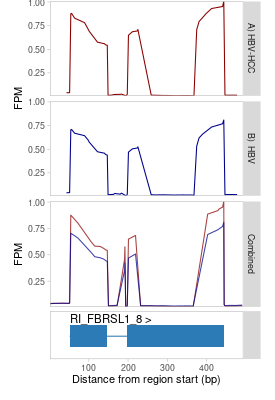 1.00
0.75
0.50
0.25
A) HBV-HCC
FPM
1.00
0.75
0.50
0.25
B) HBV
1.00
0.75
0.50
0.25
FPM
Combined
RI_FBRSL1_8 >
100 200 300 400
Distance from region start (bp)